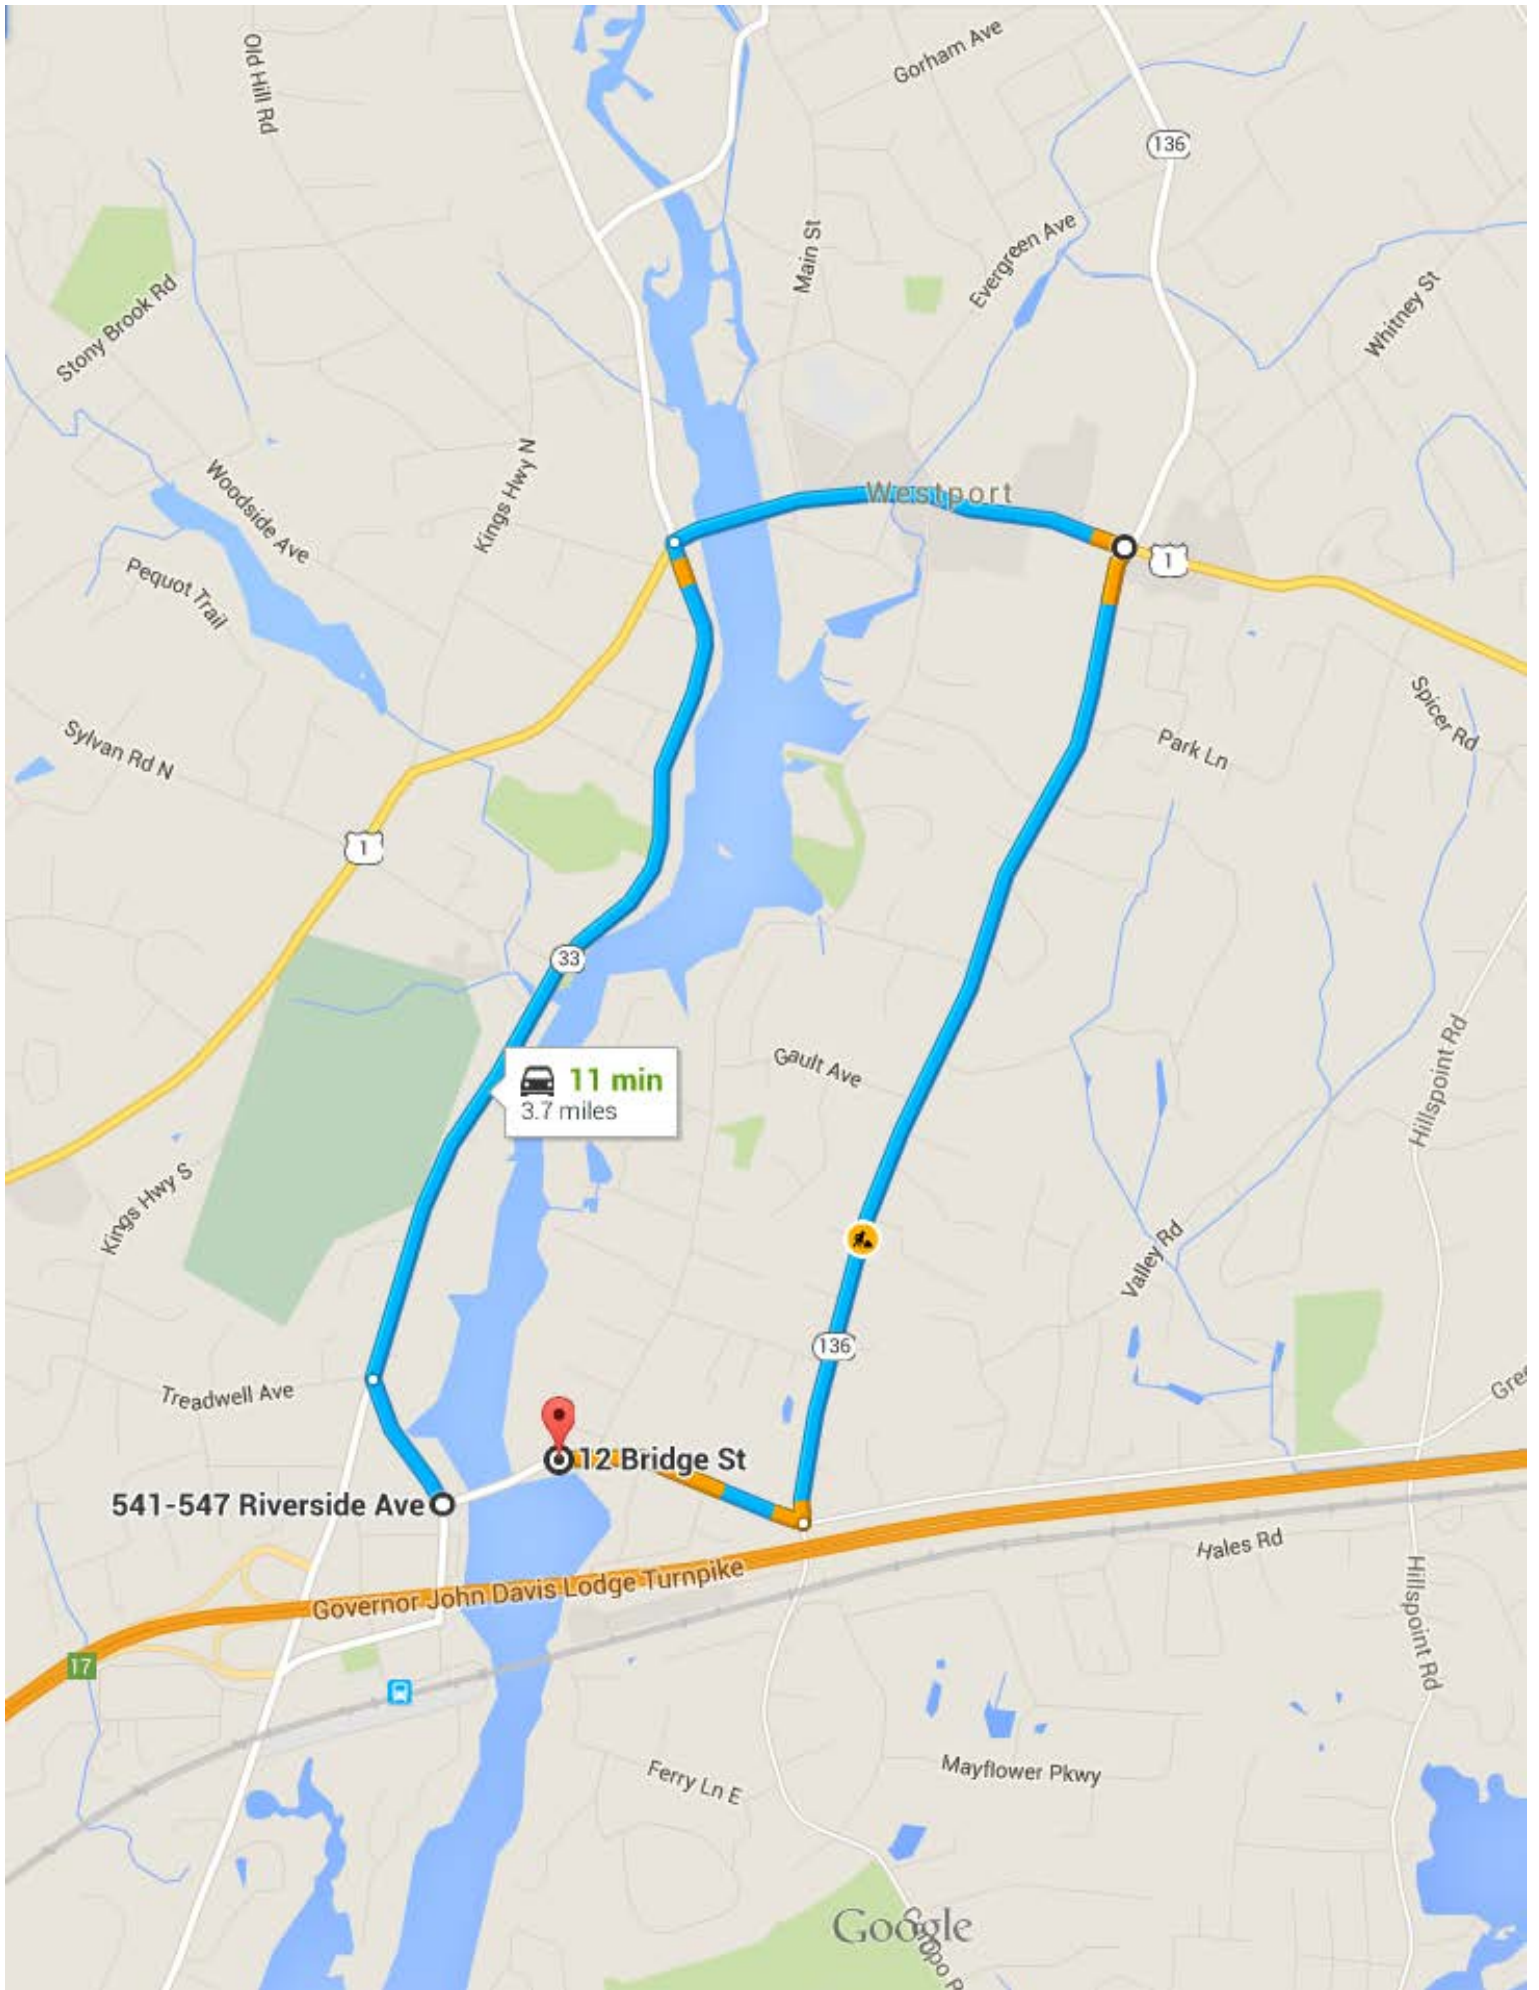 Old Hill Rd
Gorham Ave
136
Main St
Evergreen Ave
Stony Brook Rd
Whitney St
Woodside Ave
Kings Hwy N
Westport
1
Pequot Trail
Spicer Rd
Sylvan Rd N
Park Ln
1
33
Gault Ave
11 min
3.7 miles
Hillspoint Rd
Kings Hwy S
Valley Rd
136
Treadwell Ave
Gree
12 Bridge St
541-547 Riverside Ave
Hales Rd
Governor John Davis Lodge Turnpike
Hillspoint Rd
17
Ferry Ln E
Mayflower Pkwy
Google